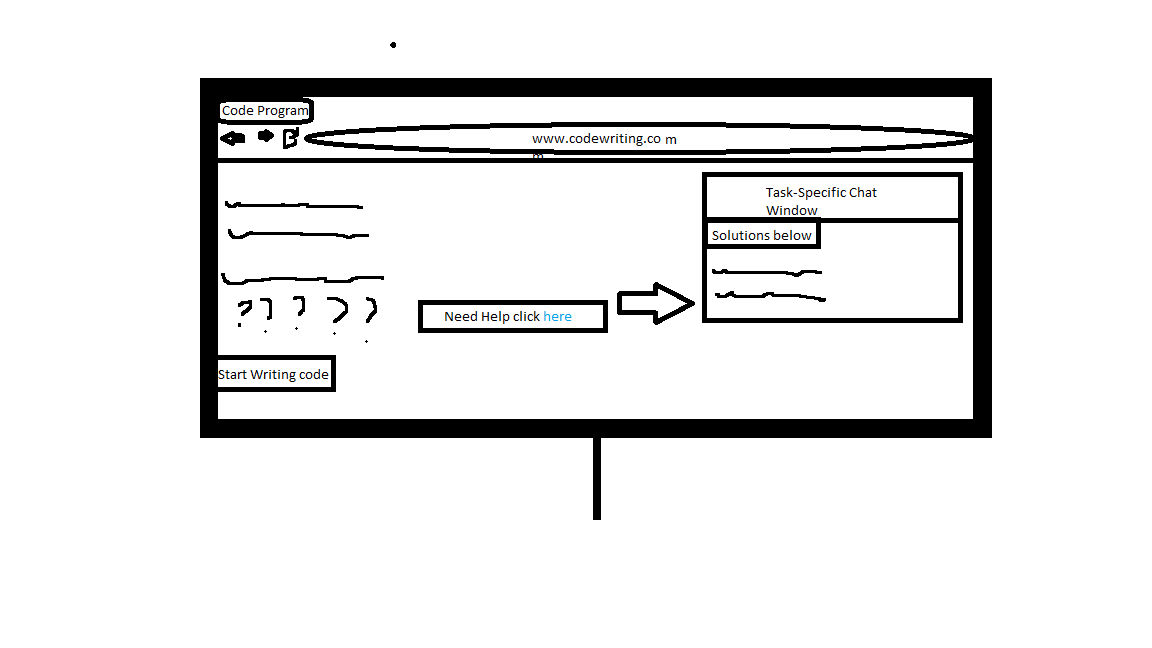 Code Program
www.codewriting.co m
m
Task-Specific Chat
Window
Solutions below
? ? ? ? ?
Need Help click here
Start Writing code